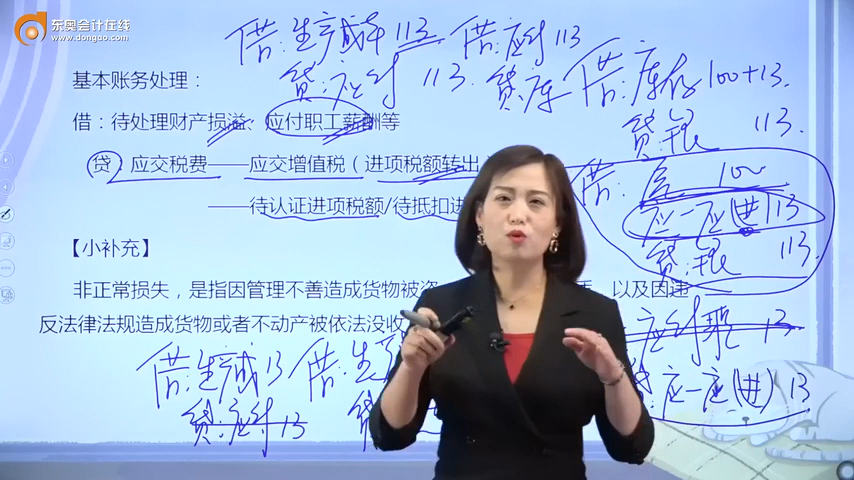 东奥会计在线
www.dongao.com
借:生产成本 113
贷:应付 113
借:应付 113
贷:库
借:库存 100+13
贷:银 113
基本账务处理：
借：待处理财产损溢、应付职工薪酬等
贷：应交税费——应交增值税（进项税额转出
——待认证进项税额/待抵扣进
借:库 100
应一应(进)13
贷:银 113
【小补充】
非正常损失，是指因管理不善造成货物被盗
以及因违
反法律法规造成货物或者不动产被依法没收
应付职 13
借:生产成 13
贷:应付 13
借:生
贷
贷:应一应(进) 13